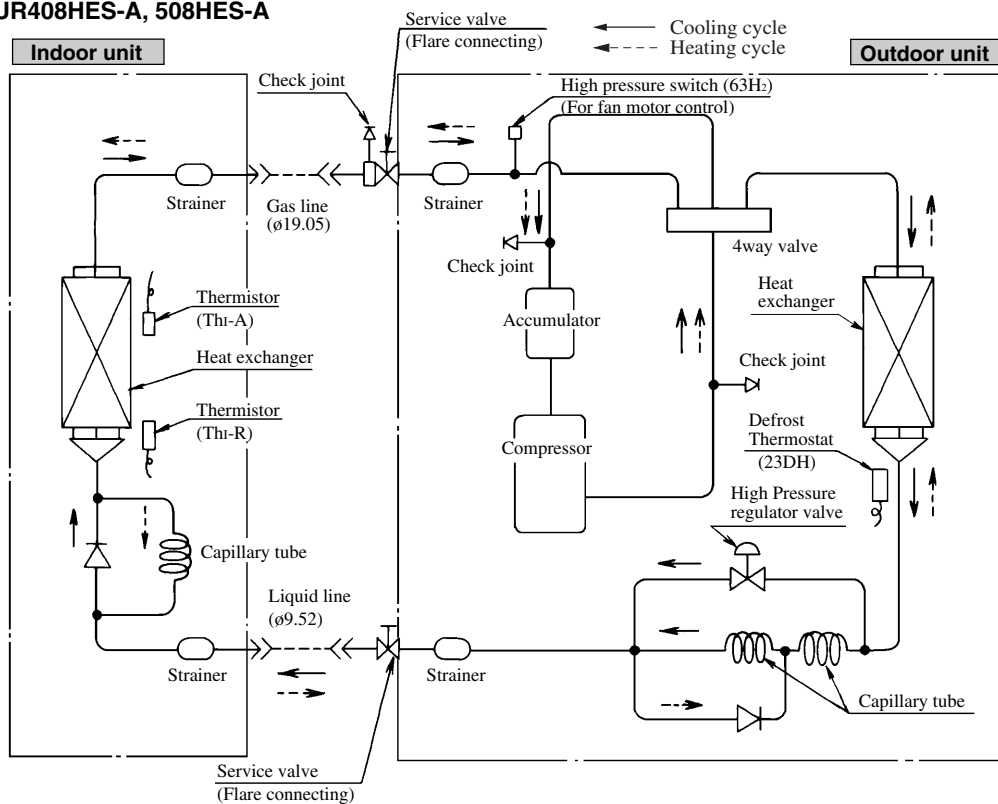 UR408HES-A, 508HES-A
Service valve
(Flare connecting)
Cooling cycle
Heating cycle
Indoor unit
Outdoor unit
Check joint
High pressure switch (63H₂)
(For fan motor control)
Strainer
Gas line
(ø19.05)
Strainer
4way valve
Check joint
Thermistor
(ThI-A)
Accumulator
Heat
exchanger
Heat exchanger
Check joint
Thermistor
(ThI-R)
Compressor
Defrost
Thermostat
(23DH)
High Pressure
regulator valve
Capillary tube
Liquid line
(ø9.52)
Strainer
Strainer
Capillary tube
Service valve
(Flare connecting)